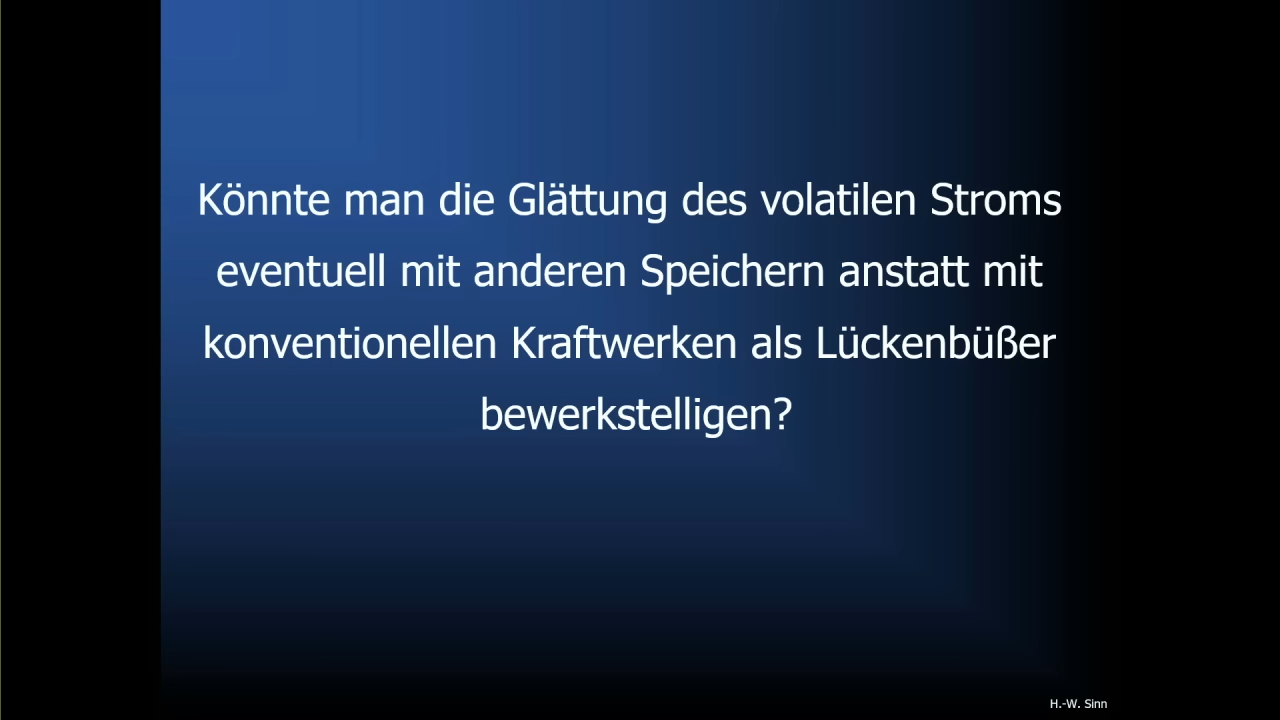 Könnte man die Glättung des volatilen Stroms
eventuell mit anderen Speichern anstatt mit
konventionellen Kraftwerken als Lückenbüßer
bewerkstelligen?
H.-W. Sinn